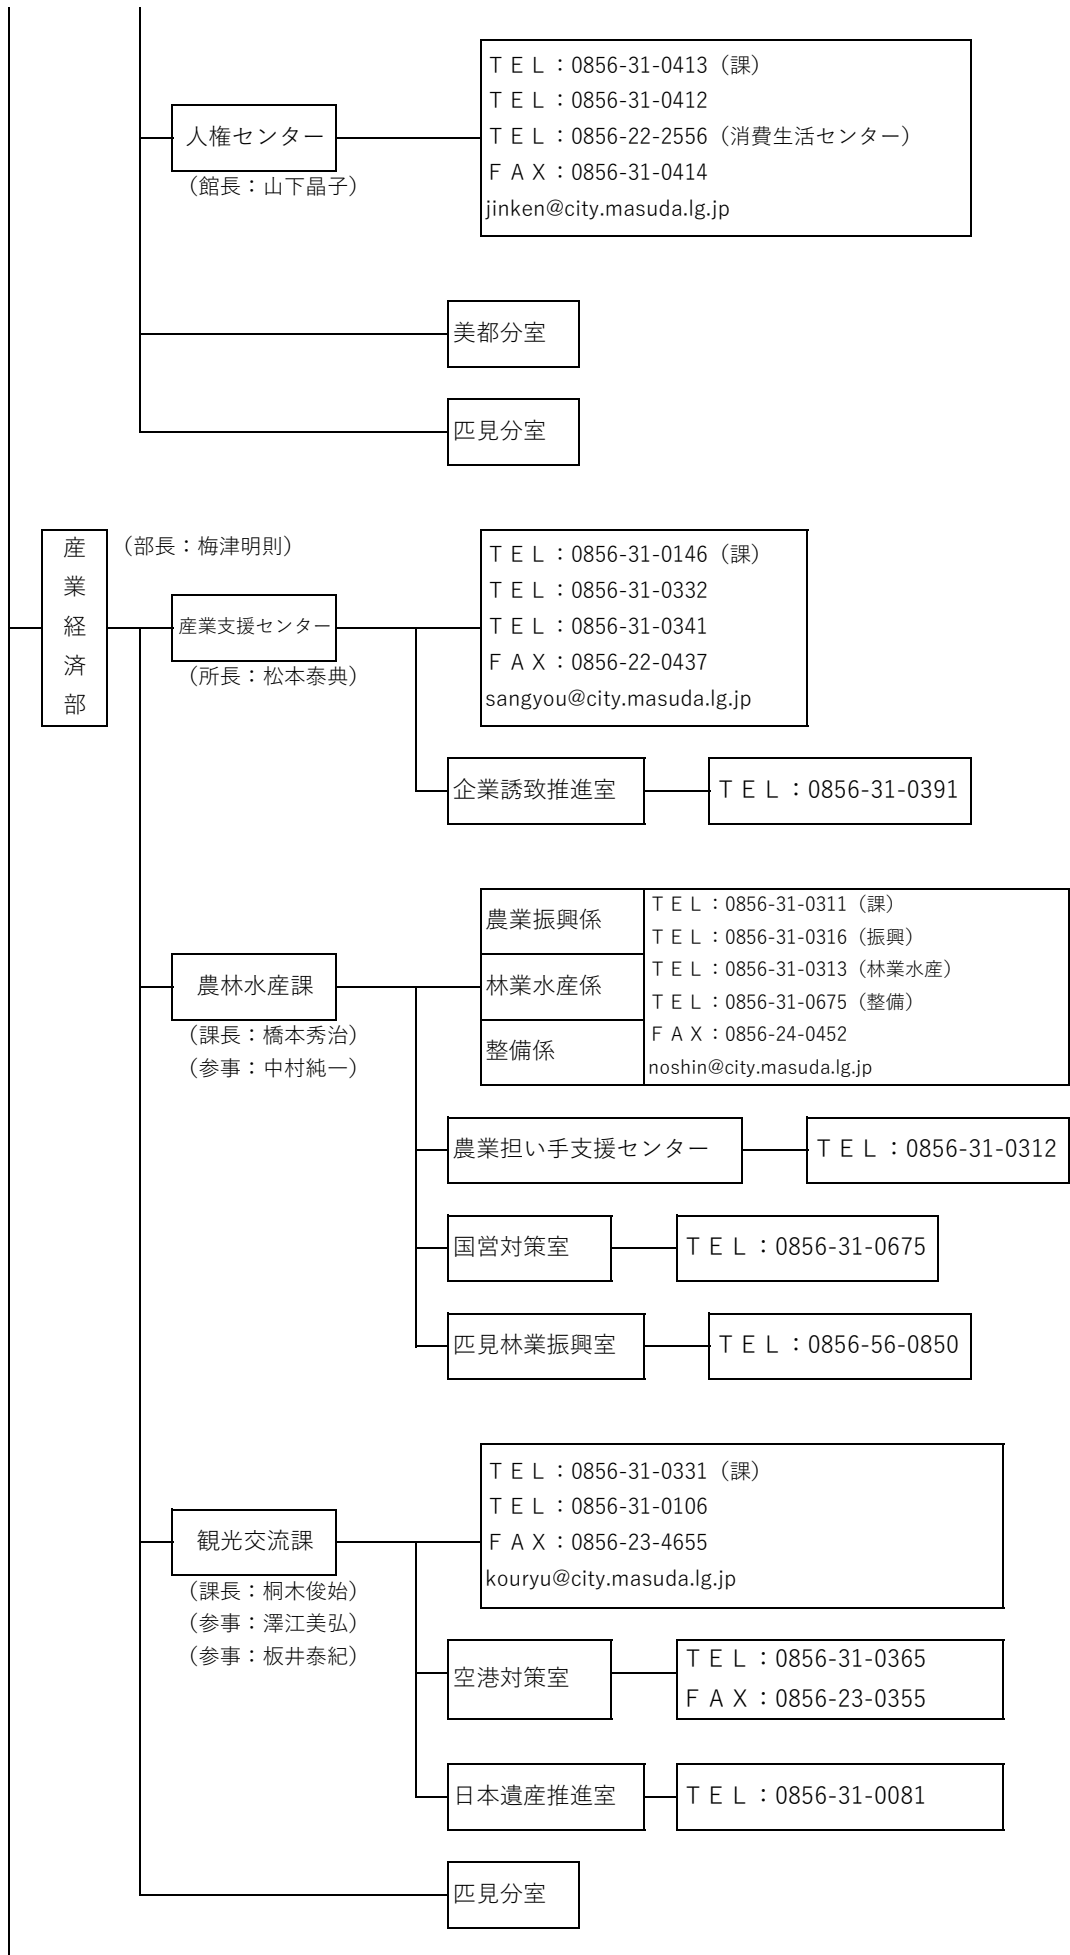 人権センター
（館長：山下晶子）
ＴＥＬ：0856-31-0413（課）
ＴＥＬ：0856-31-0412
ＴＥＬ：0856-22-2556（消費生活センター）
ＦＡＸ：0856-31-0414
jinken@city.masuda.lg.jp
美都分室
匹見分室
産業経済部
（部長：梅津明則）
産業支援センター
（所長：松本泰典）
ＴＥＬ：0856-31-0146（課）
ＴＥＬ：0856-31-0332
ＴＥＬ：0856-31-0341
ＦＡＸ：0856-22-0437
sangyou@city.masuda.lg.jp
企業誘致推進室
ＴＥＬ：0856-31-0391
農林水産課
（課長：橋本秀治）
（参事：中村純一）
農業振興係
林業水産係
整備係
ＴＥＬ：0856-31-0311（課）
ＴＥＬ：0856-31-0316（振興）
ＴＥＬ：0856-31-0313（林業水産）
ＴＥＬ：0856-31-0675（整備）
ＦＡＸ：0856-24-0452
noshin@city.masuda.lg.jp
農業担い手支援センター
ＴＥＬ：0856-31-0312
国営対策室
ＴＥＬ：0856-31-0675
匹見林業振興室
ＴＥＬ：0856-56-0850
観光交流課
（課長：桐木俊始）
（参事：澤江美弘）
（参事：板井泰紀）
ＴＥＬ：0856-31-0331（課）
ＴＥＬ：0856-31-0106
ＦＡＸ：0856-23-4655
kouryu@city.masuda.lg.jp
空港対策室
ＴＥＬ：0856-31-0365
ＦＡＸ：0856-23-0355
日本遺産推進室
ＴＥＬ：0856-31-0081
匹見分室